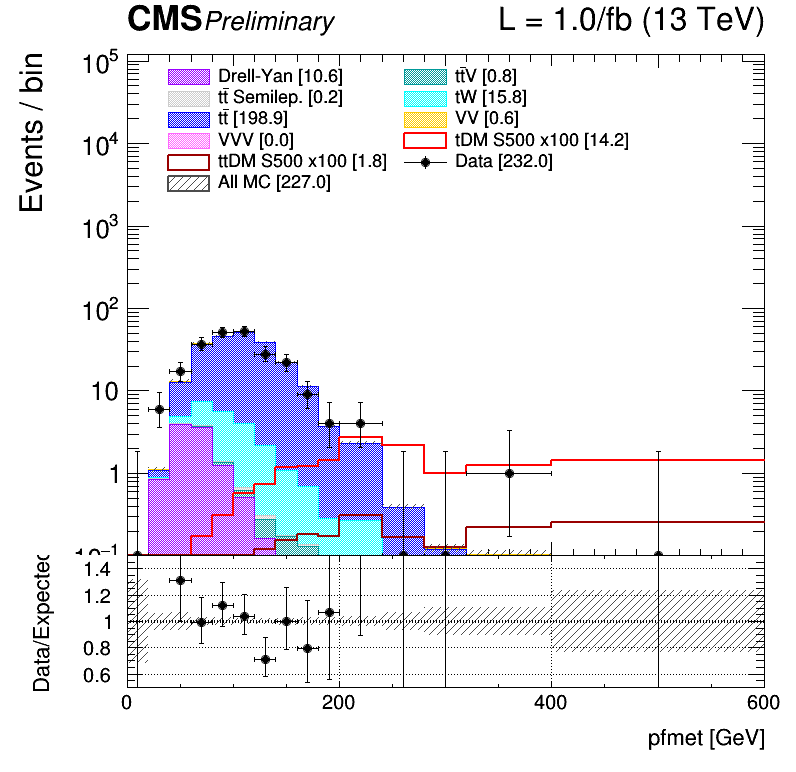 CMS Preliminary L = 1.0/fb (13 TeV)
Events / bin
10⁵
10⁴
10³
10²
10
1
10⁻¹
Drell-Yan [10.6]
tt̄V [0.8]
tt̄ Semilep. [0.2]
tW [15.8]
tt̄ [198.9]
VV [0.6]
VVV [0.0]
tDM S500 x100 [14.2]
ttDM S500 x100 [1.8]
Data [232.0]
All MC [227.0]
Data/Expected
1.4
1.2
1
0.8
0.6
0 200 400 600
pfmet [GeV]